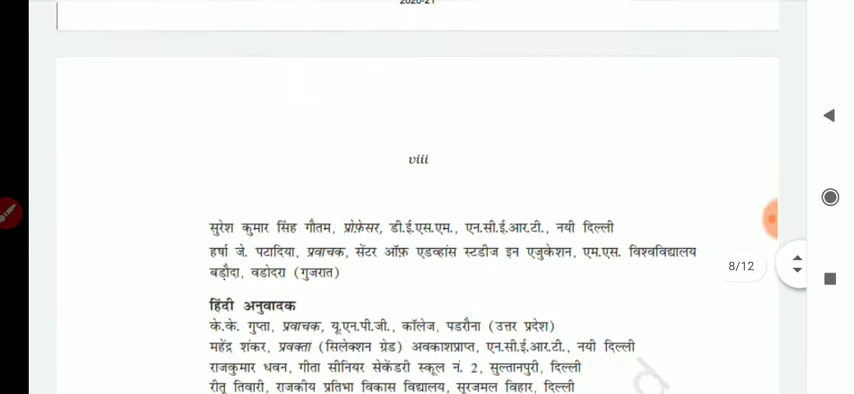 2020-21
viii
सुरेश कुमार सिंह गौतम, प्रोफ़ेसर, डी.ई.एस.एम., एन.सी.ई.आर.टी., नयी दिल्ली
हर्षा जे. पटादिया, प्रवाचक, सेंटर ऑफ़ एडव्हांस स्टडीज इन एजुकेशन, एम.एस. विश्वविद्यालय
बड़ौदा, वडोदरा (गुजरात)
8/12
हिंदी अनुवादक
के.के. गुप्ता, प्रवाचक, यू.एन.पी.जी., कॉलेज, पडरौना (उत्तर प्रदेश)
महेंद्र शंकर, प्रवक्ता (सिलेक्शन ग्रेड) अवकाशप्राप्त, एन.सी.ई.आर.टी., नयी दिल्ली
राजकुमार धवन, गीता सीनियर सेकेंडरी स्कूल नं. 2, सुल्तानपुरी, दिल्ली
रीतू तिवारी, राजकीय प्रतिभा विकास विद्यालय, सूरजमल विहार, दिल्ली